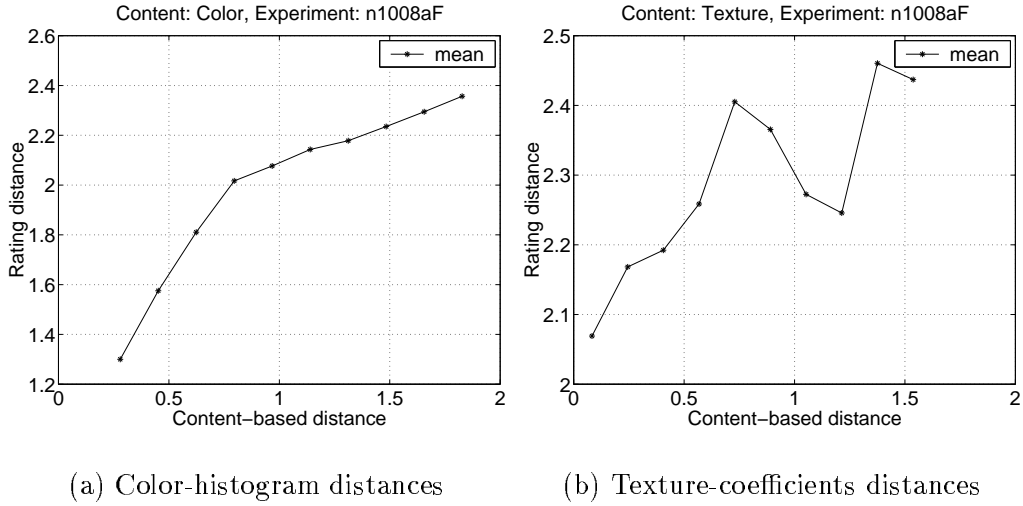 Content: Color, Experiment: n1008aF
2.6
mean
2.4
2.2
2
1.8
1.6
1.4
1.2
Rating distance
0 0.5 1 1.5 2
Content−based distance
(a) Color-histogram distances
Content: Texture, Experiment: n1008aF
2.5
mean
2.4
2.3
2.2
2.1
2
Rating distance
0 0.5 1 1.5 2
Content−based distance
(b) Texture-coefficients distances